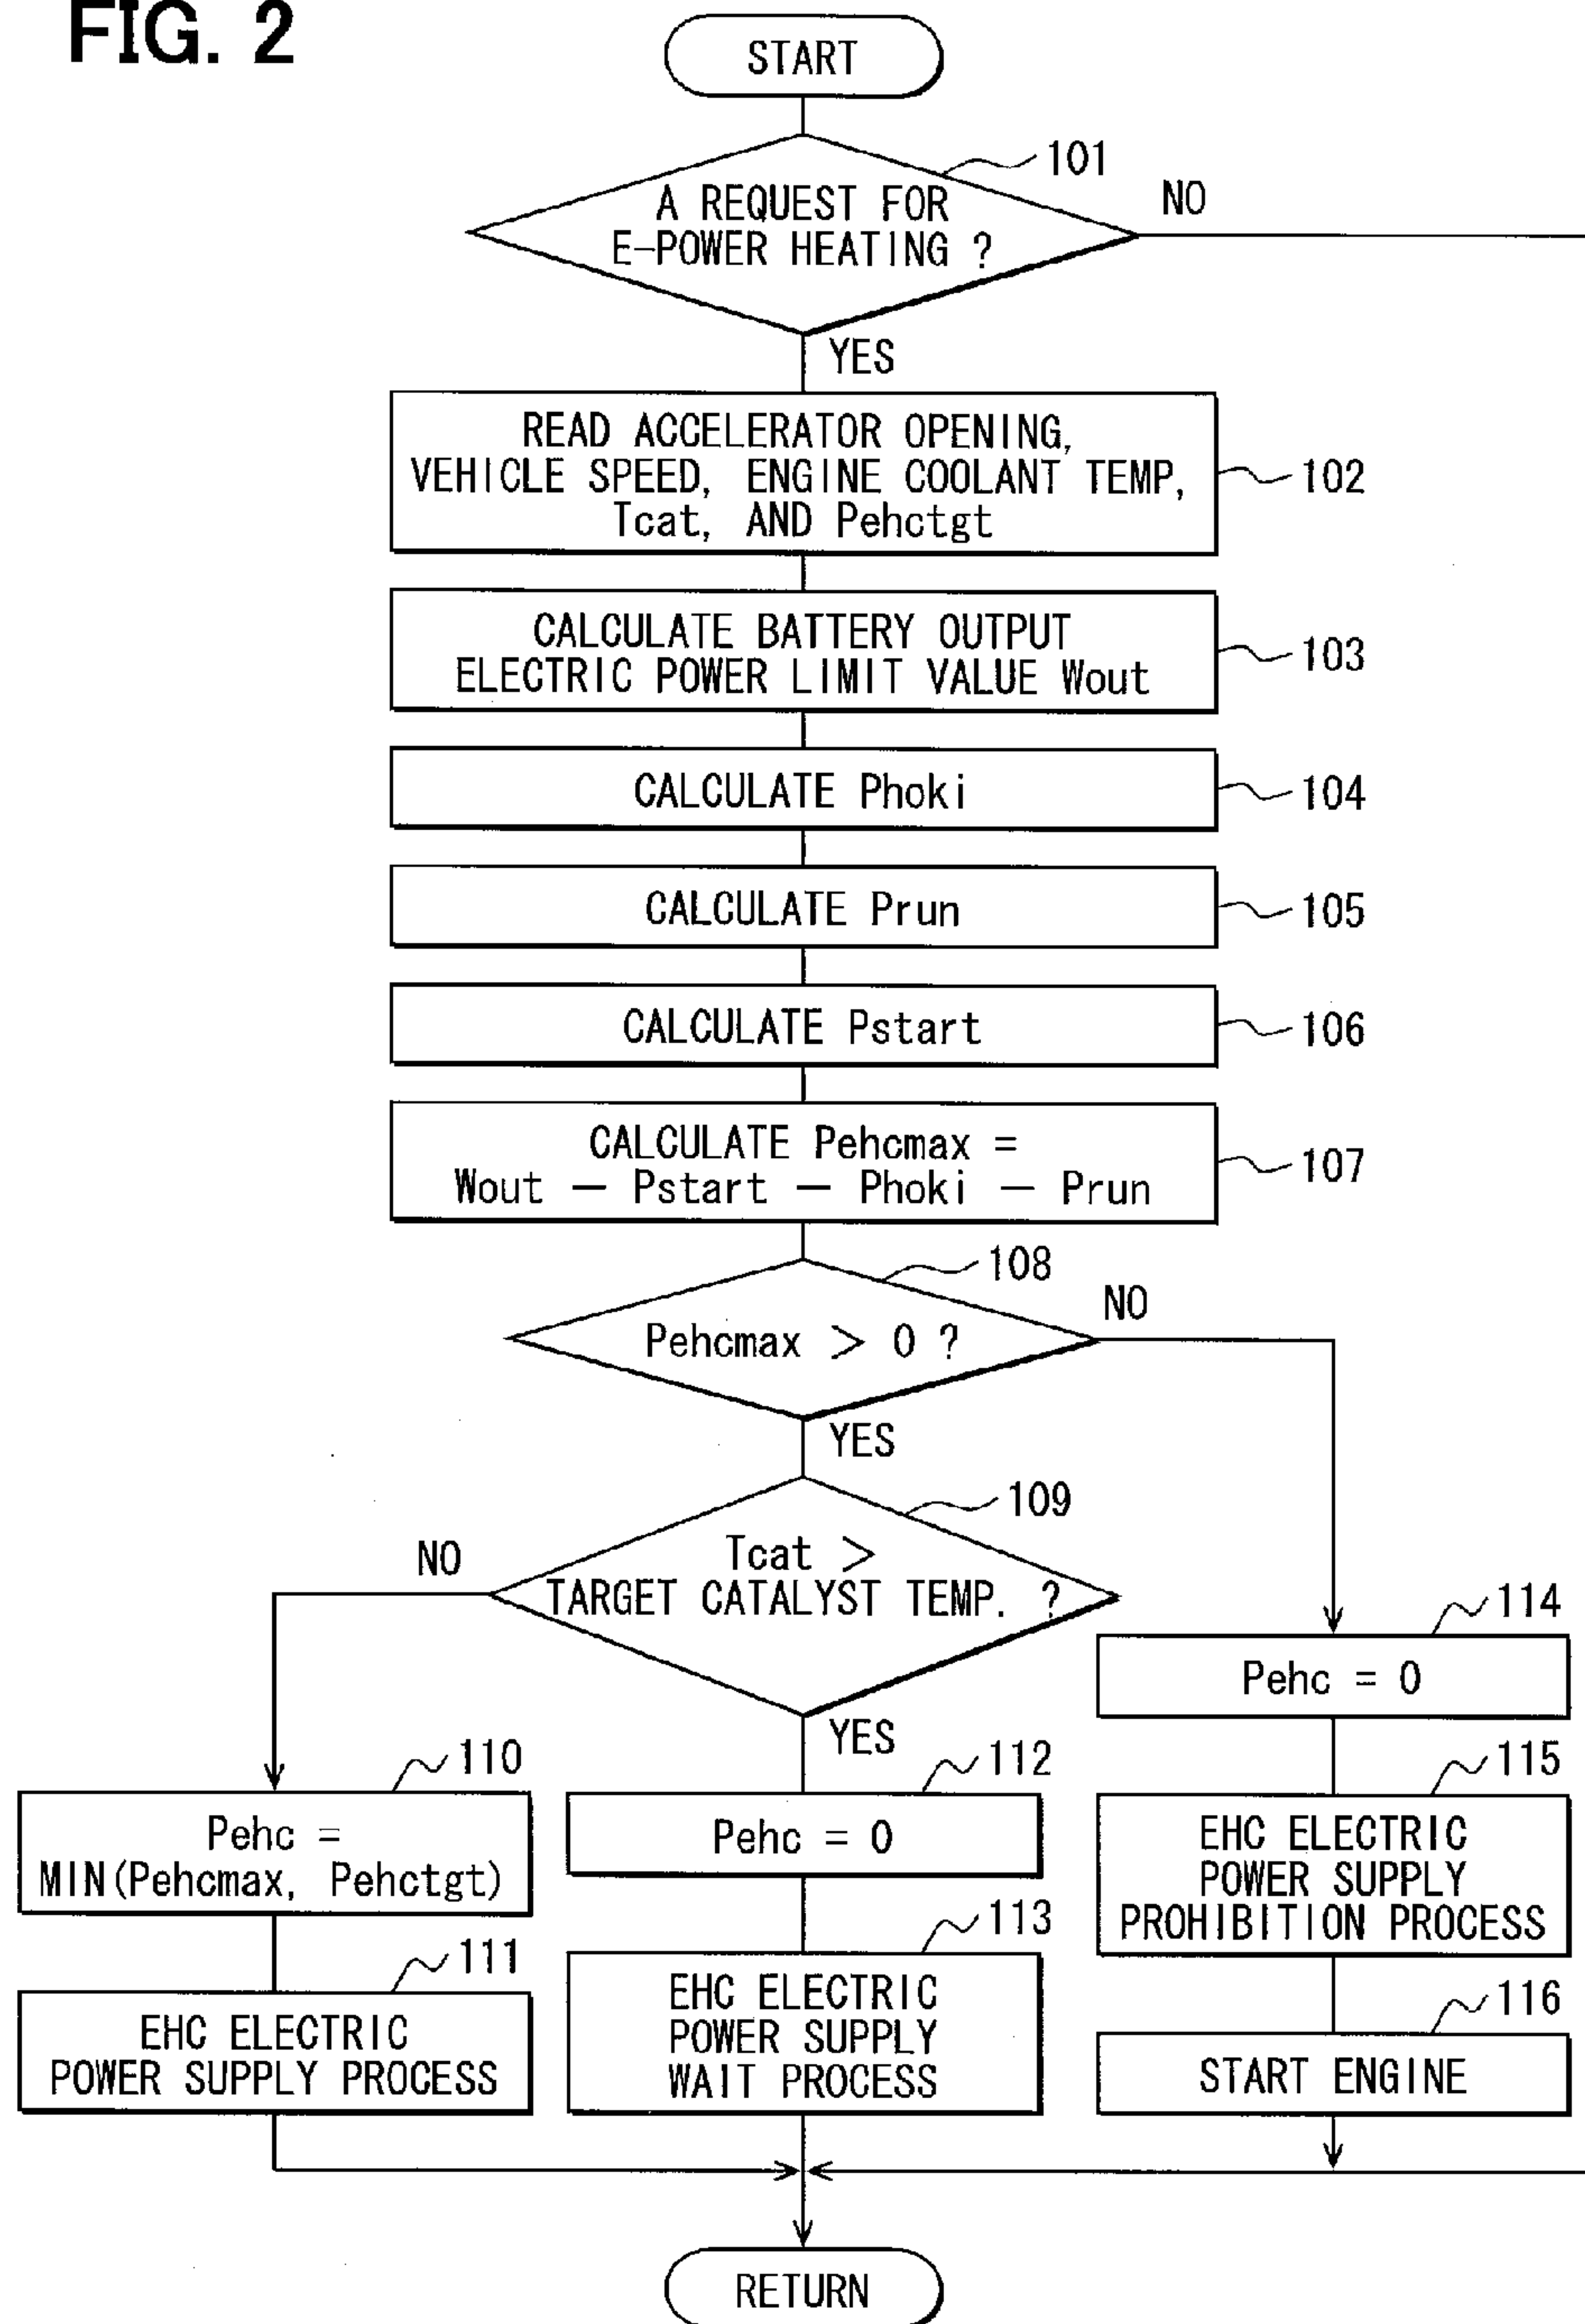 FIG. 2
START
101
A REQUEST FOR
E-POWER HEATING ?
NO
YES
READ ACCELERATOR OPENING,
VEHICLE SPEED, ENGINE COOLANT TEMP,
Tcat, AND Pehctgt
102
CALCULATE BATTERY OUTPUT
ELECTRIC POWER LIMIT VALUE Wout
103
CALCULATE Phoki
104
CALCULATE Prun
105
CALCULATE Pstart
106
CALCULATE Pehcmax =
Wout — Pstart — Phoki — Prun
107
108
Pehcmax > 0 ?
NO
YES
109
Tcat >
TARGET CATALYST TEMP. ?
NO
YES
110
Pehc =
MIN(Pehcmax, Pehctgt)
111
EHC ELECTRIC
POWER SUPPLY PROCESS
112
Pehc = 0
113
EHC ELECTRIC
POWER SUPPLY
WAIT PROCESS
114
Pehc = 0
115
EHC ELECTRIC
POWER SUPPLY
PROHIBITION PROCESS
116
START ENGINE
RETURN